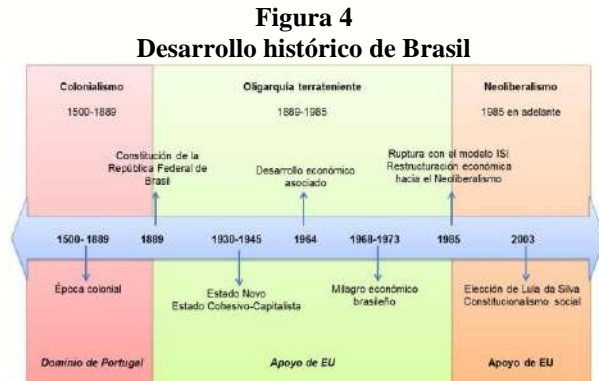 Figura 4
Desarrollo histórico de Brasil
Colonialismo
1500-1889
Oligarquía terrateniente
1889-1985
Neoliberalismo
1985 en adelante
Constitución de la
República Federal de
Brasil
Desarrollo económico
asociado
Ruptura con el modelo ISI
Restructuración económica
hacia el Neoliberalismo
1500- 1889
1889
1930-1945
1964
1968-1973
1985
2003
Época colonial
Estado Novo
Estado Cohesivo-Capitalista
Milagro económico
brasileño
Elección de Lula da Silva
Constitucionalismo social
Dominio de Portugal
Apoyo de EU
Apoyo de EU